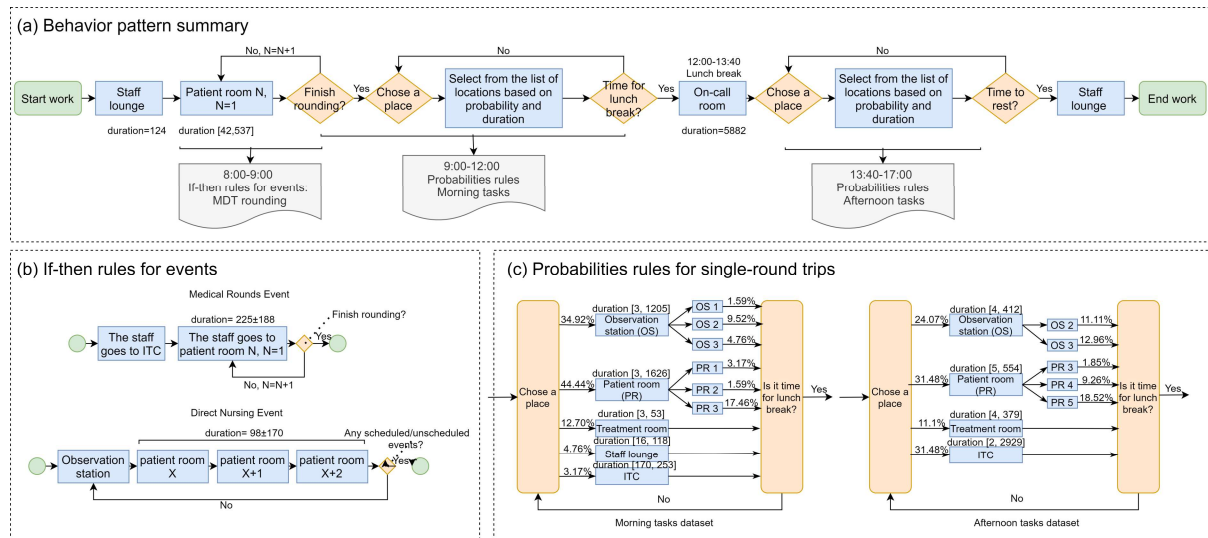 (a) Behavior pattern summary
No, N=N+1
No
12:00-13:40
Lunch break
No
Start work
Staff
lounge
Patient room N,
N=1
Finish
rounding?
Yes
Chose a
place
Select from the list of
locations based on
probability and
duration
Time for
lunch
break?
Yes
On-call
room
Chose a
place
Select from the list of
locations based on
probability and
duration
Time to
rest?
Yes
Staff
lounge
End work
duration=124
duration [42,537]
duration=5882
8:00-9:00
If-then rules for events:
MDT rounding
9:00-12:00
Probabilities rules
Morning tasks
13:40-17:00
Probabilities rules
Afternoon tasks
(b) If-then rules for events
Medical Rounds Event
duration= 225±188
Finish rounding?
The staff
goes to ITC
The staff goes to
patient room N, N=1
Yes
No, N=N+1
Direct Nursing Event
duration= 98±170
Any scheduled/unscheduled
events?
Observation
station
patient room
X
patient room
X+1
patient room
X+2
Yes
No
(c) Probabilities rules for single-round trips
Chose a
place
34.92%
duration [3, 1205]
Observation
station (OS)
OS 1
1.59%
OS 2
9.52%
OS 3
4.76%
44.44%
duration [3, 1626]
Patient room
(PR)
PR 1
3.17%
PR 2
1.59%
PR 3
17.46%
12.70%
duration [3, 53]
Treatment room
4.76%
duration [16, 118]
Staff lounge
3.17%
duration [170, 253]
ITC
Is it time
for lunch
break?
Yes
No
Morning tasks dataset
Chose a
place
24.07%
duration [4, 412]
Observation
station (OS)
OS 2
11.11%
OS 3
12.96%
31.48%
duration [5, 554]
Patient room
(PR)
PR 3
1.85%
PR 4
9.26%
PR 5
18.52%
11.1%
duration [4, 379]
Treatment room
31.48%
duration [2, 2929]
ITC
Is it time
for lunch
break?
Yes
No
Afternoon tasks dataset